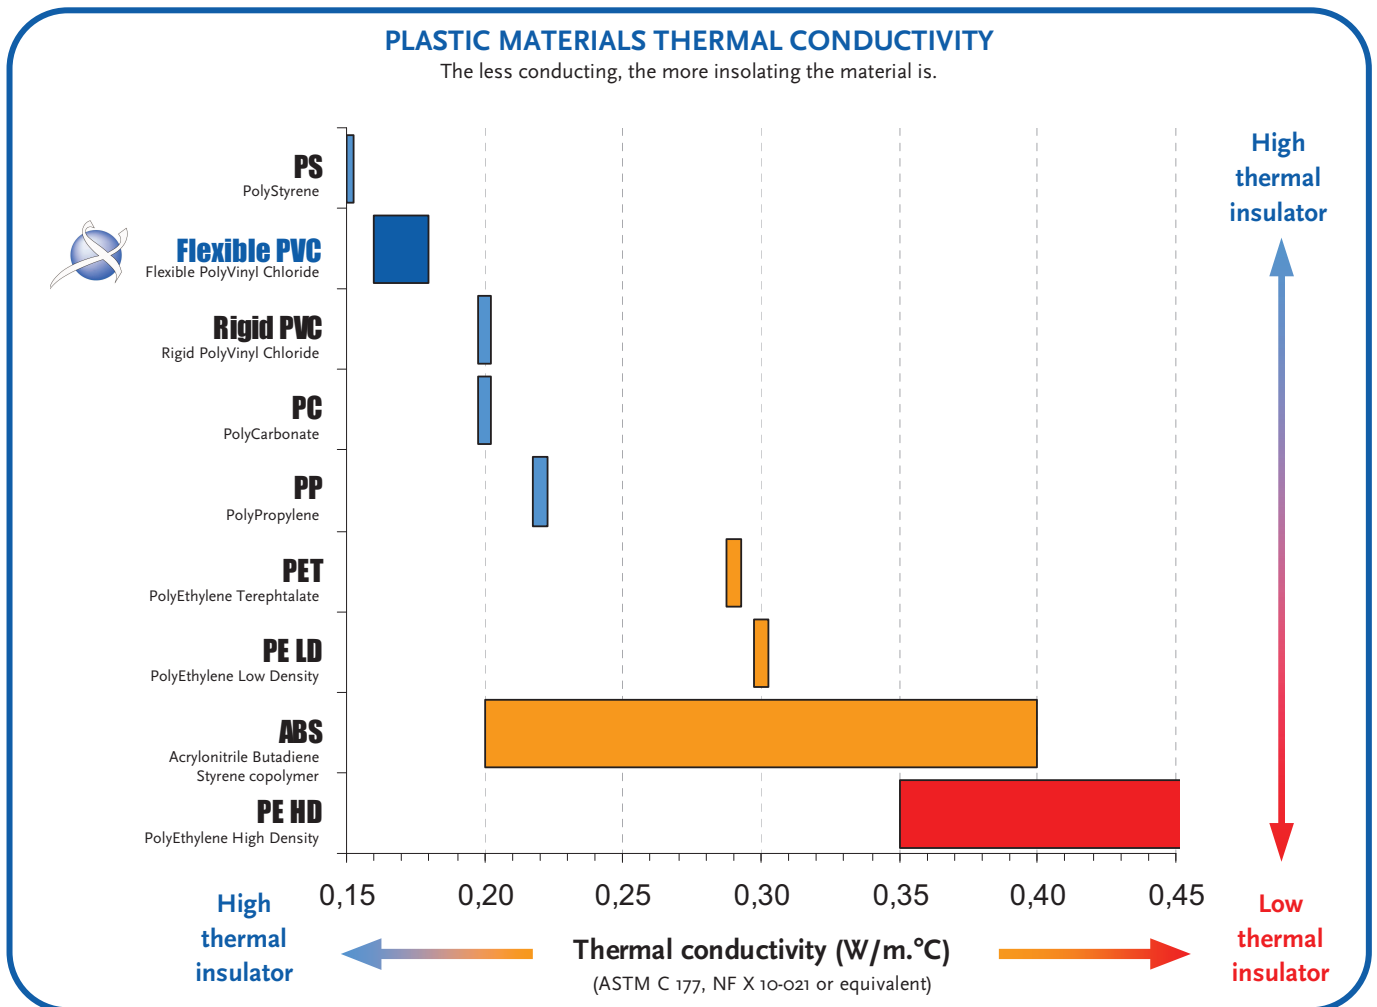 PLASTIC MATERIALS THERMAL CONDUCTIVITY
The less conducting, the more insolating the material is.
High
thermal
insulator
PS
PolyStyrene
Flexible PVC
Flexible PolyVinyl Chloride
Rigid PVC
Rigid PolyVinyl Chloride
PC
PolyCarbonate
PP
PolyPropylene
PET
PolyEthylene Terephtalate
PE LD
PolyEthylene Low Density
ABS
Acrylonitrile Butadiene
Styrene copolymer
PE HD
PolyEthylene High Density
0,15 0,20 0,25 0,30 0,35 0,40 0,45
High
thermal
insulator
Thermal conductivity (W/m.°C)
(ASTM C 177, NF X 10-021 or equivalent)
Low
thermal
insulator